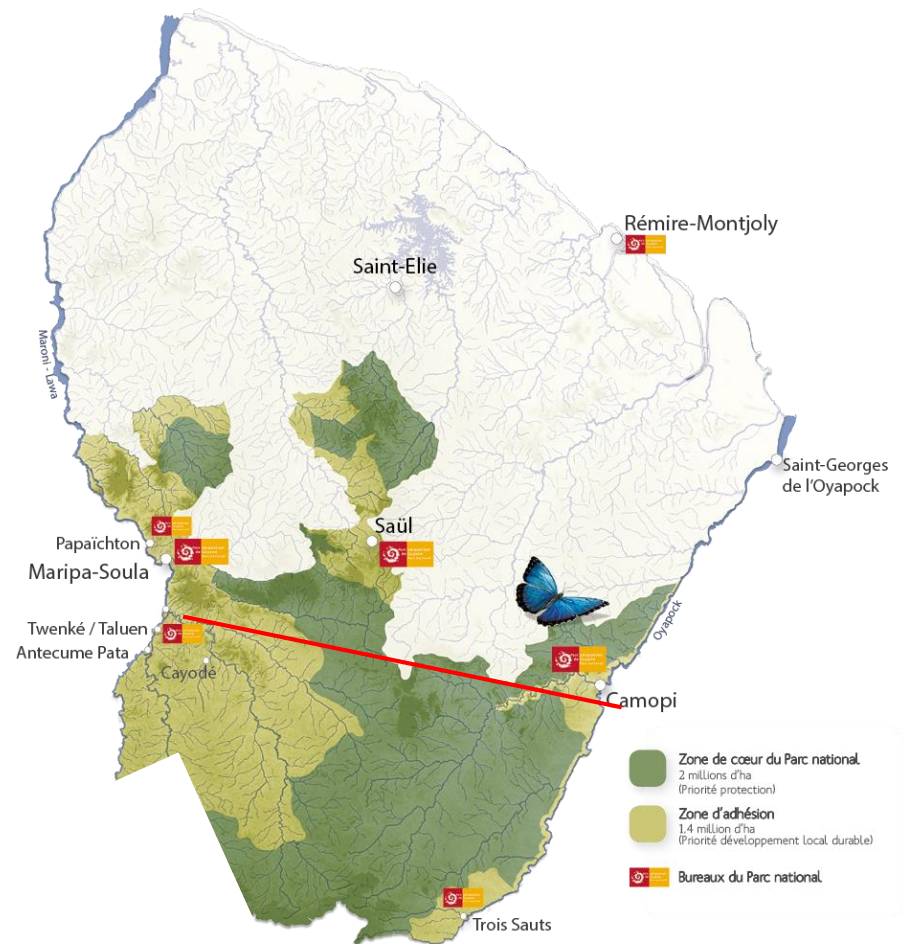 Rémire-Montjoly
Saint-Elie
Maroni - Lawa
Saint-Georges
de l'Oyapock
Saül
Papaïchton
Maripa-Soula
Oyapock
Twenké / Taluen
Antecume Pata
Cayodé
Camopi
Zone de cœur du Parc national
2 millions d'ha
(Priorité protection)
Zone d'adhésion
1,4 million d'ha
(Priorité développement local durable)
Bureaux du Parc national
Trois Sauts